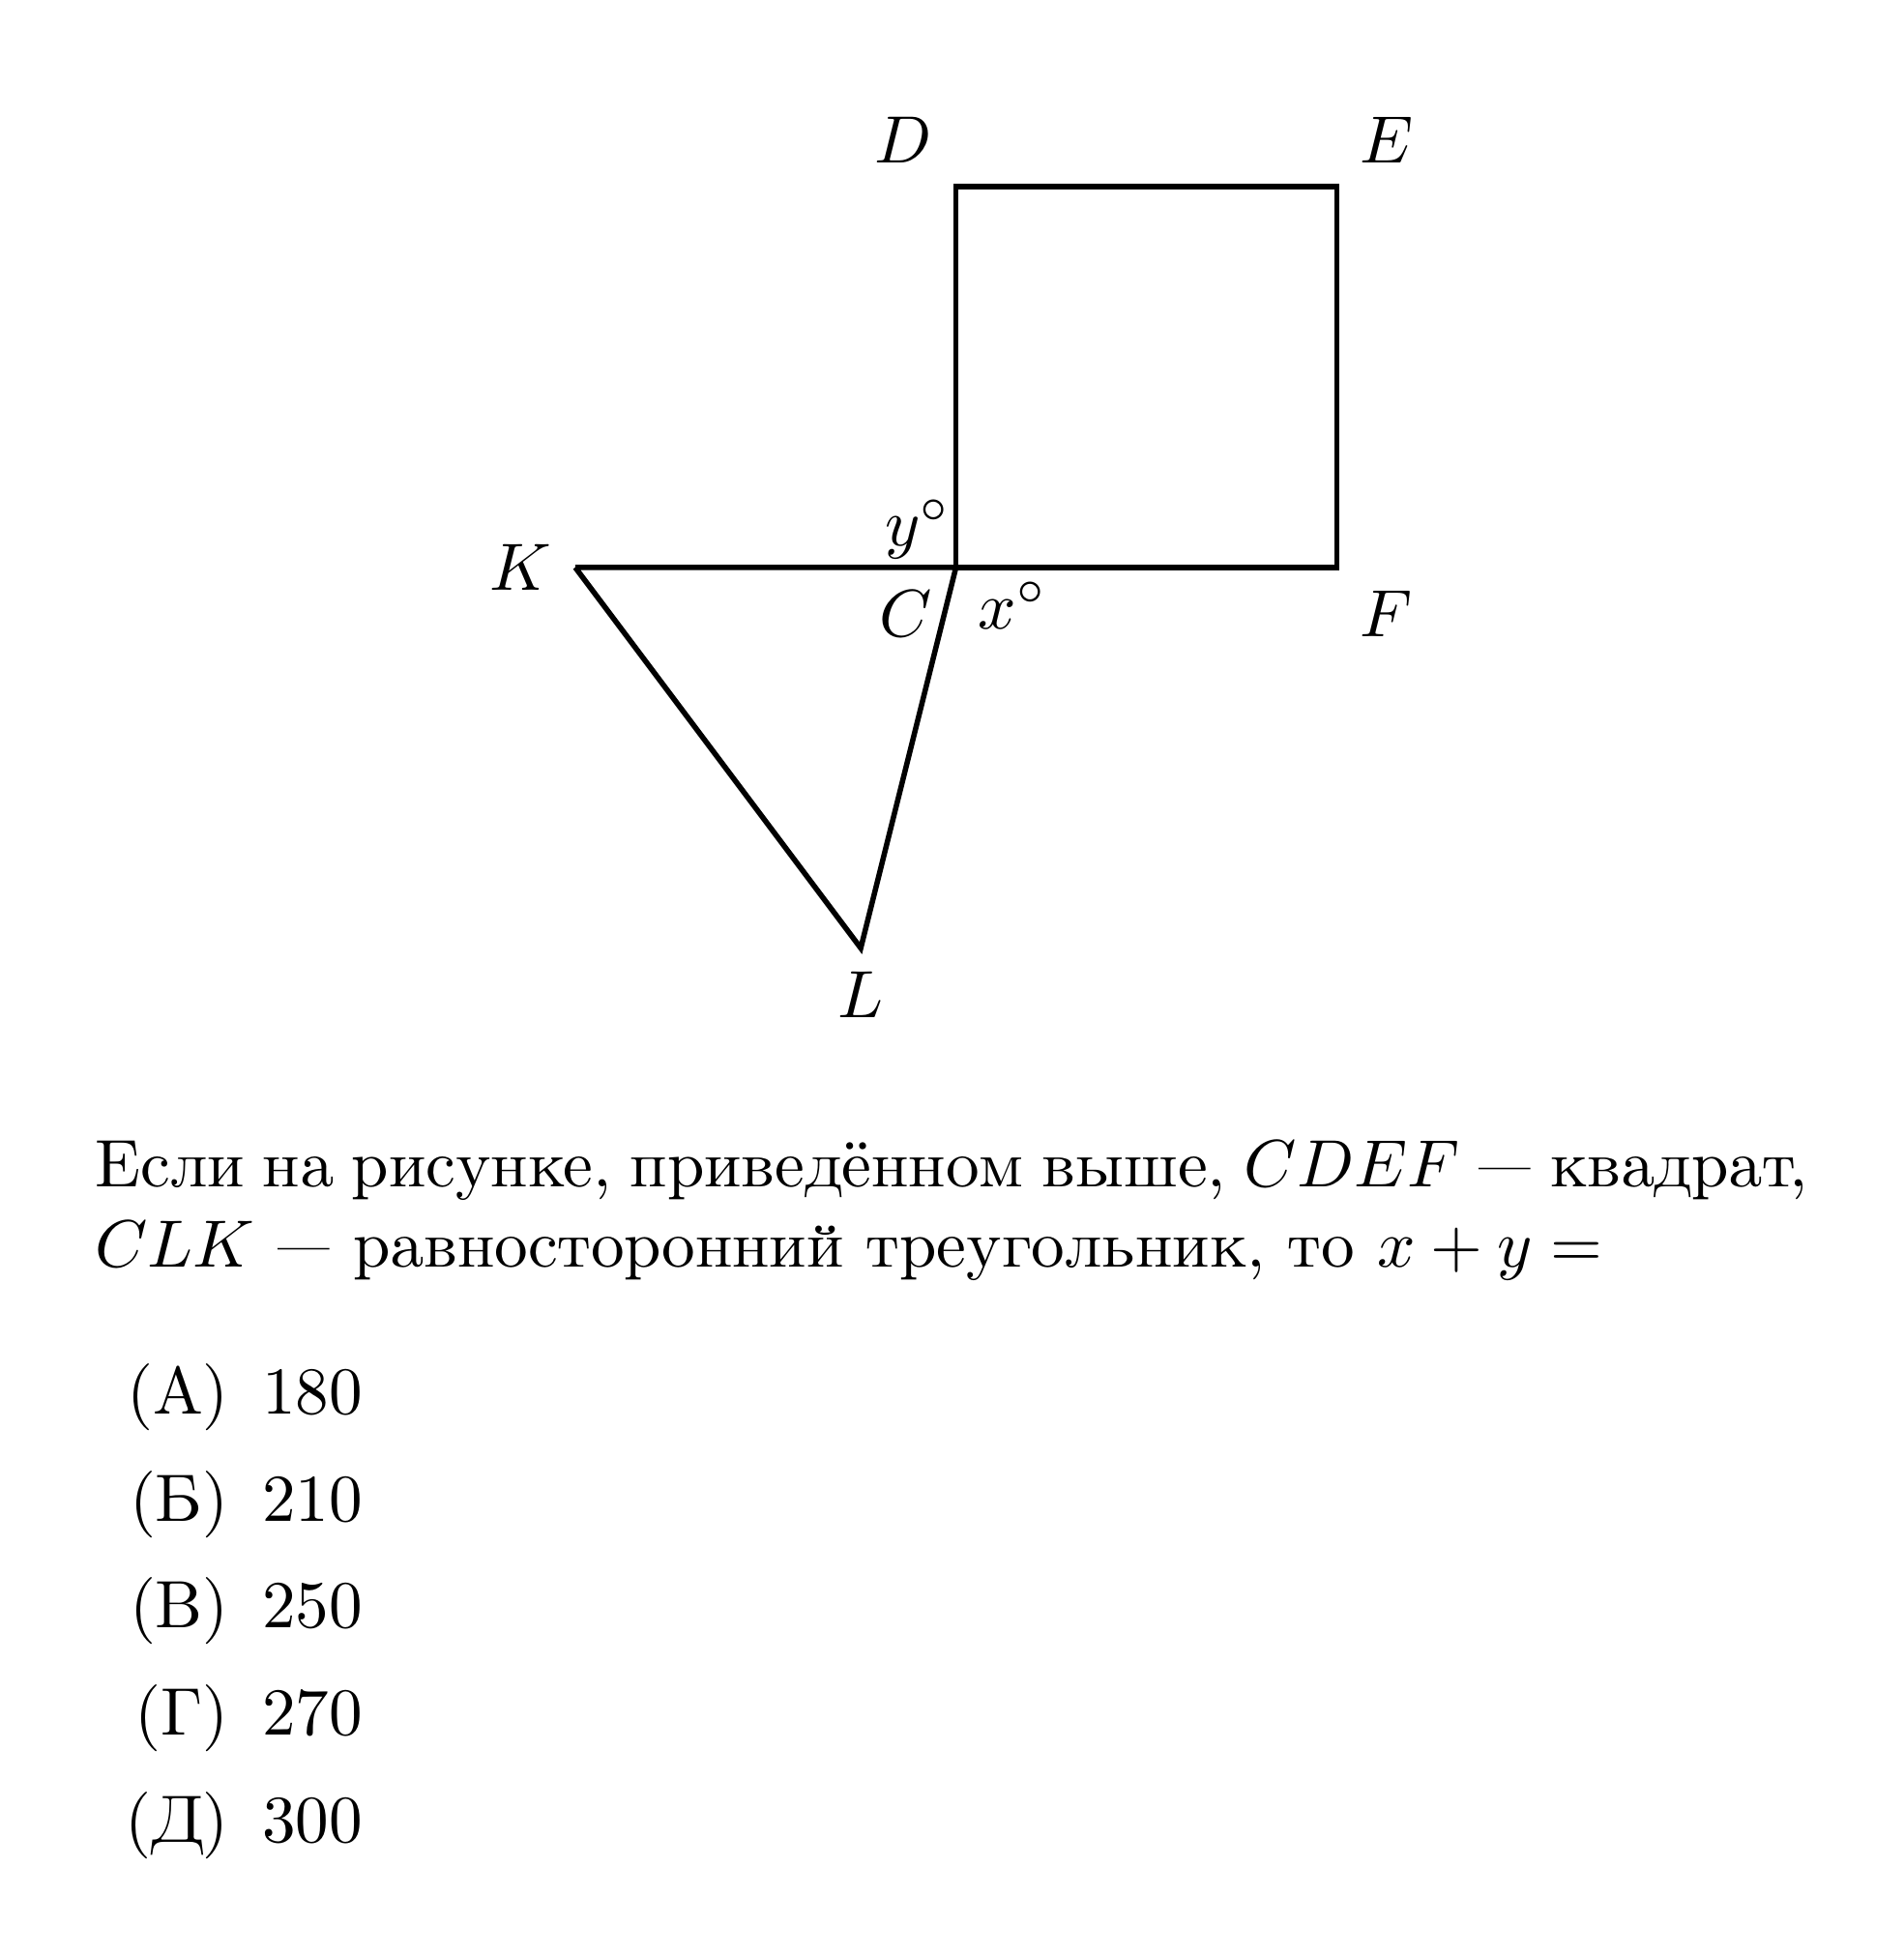 D E
y°
K
C x° F
L
Если на рисунке, приведённом выше, CDEF — квадрат,
CLK — равносторонний треугольник, то x + y =
(А) 180
(Б) 210
(В) 250
(Г) 270
(Д) 300